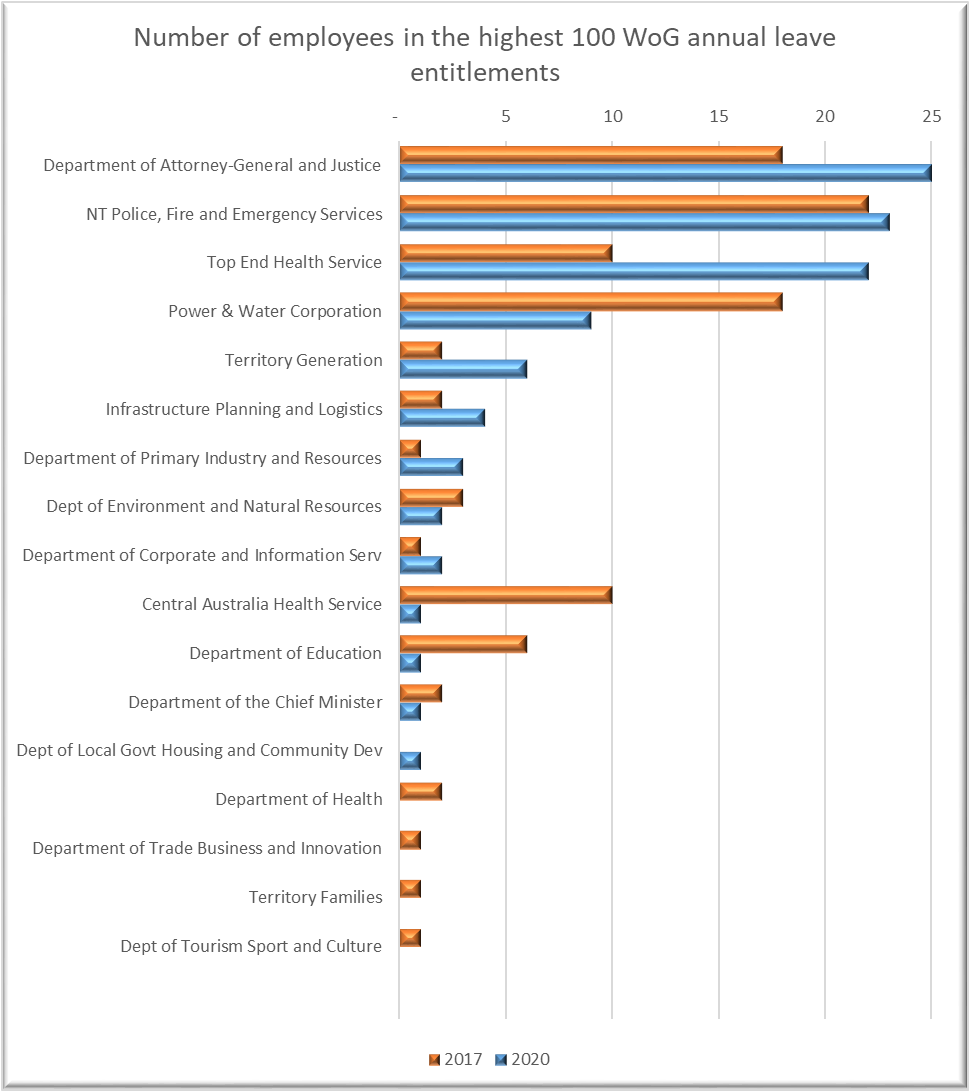 Number of employees in the highest 100 WoG annual leave
entitlements
- 5 10 15 20 25
Department of Attorney-General and Justice
NT Police, Fire and Emergency Services
Top End Health Service
Power & Water Corporation
Territory Generation
Infrastructure Planning and Logistics
Department of Primary Industry and Resources
Dept of Environment and Natural Resources
Department of Corporate and Information Serv
Central Australia Health Service
Department of Education
Department of the Chief Minister
Dept of Local Govt Housing and Community Dev
Department of Health
Department of Trade Business and Innovation
Territory Families
Dept of Tourism Sport and Culture
2017 2020